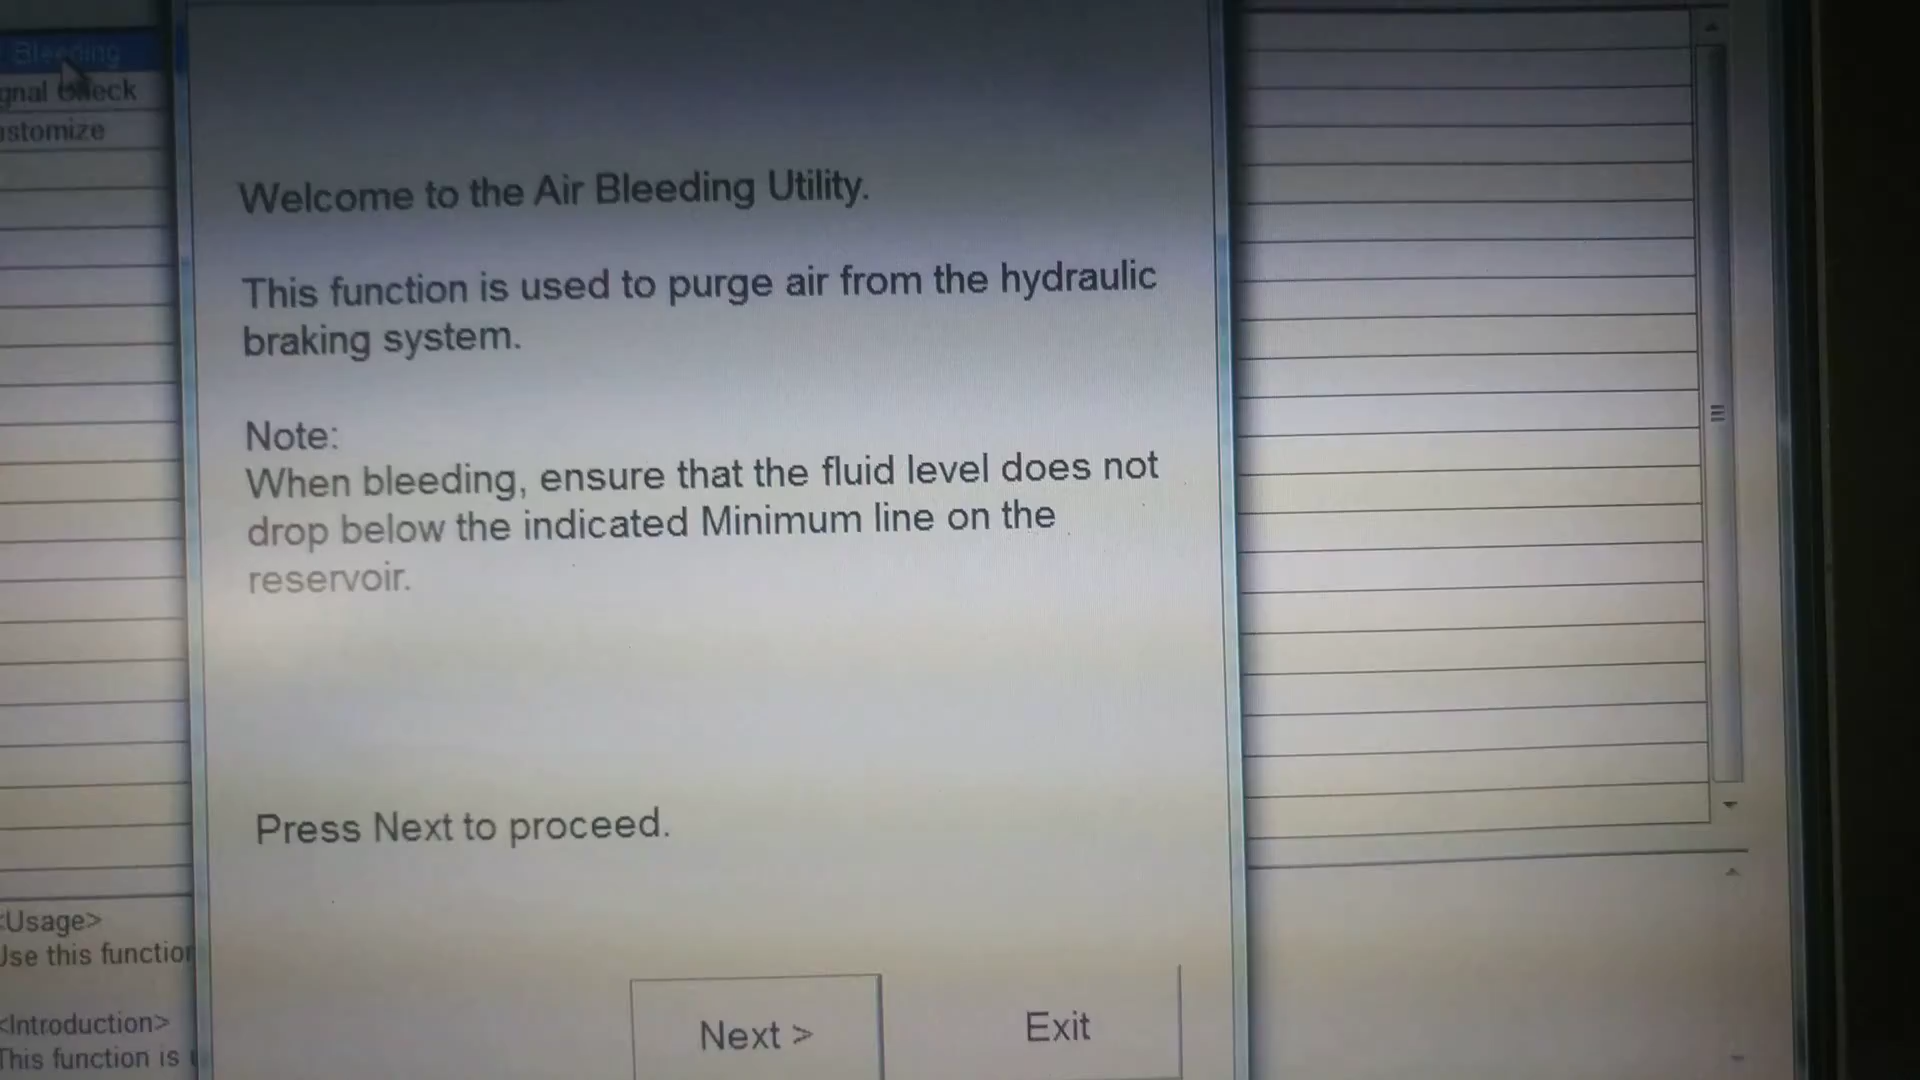 Bleeding
gnal Check
stomize
Welcome to the Air Bleeding Utility.
This function is used to purge air from the hydraulic
braking system.
Note:
When bleeding, ensure that the fluid level does not
drop below the indicated Minimum line on the
reservoir.
Press Next to proceed.
Next >
Exit
<Usage>
Use this function
<Introduction>
This function is